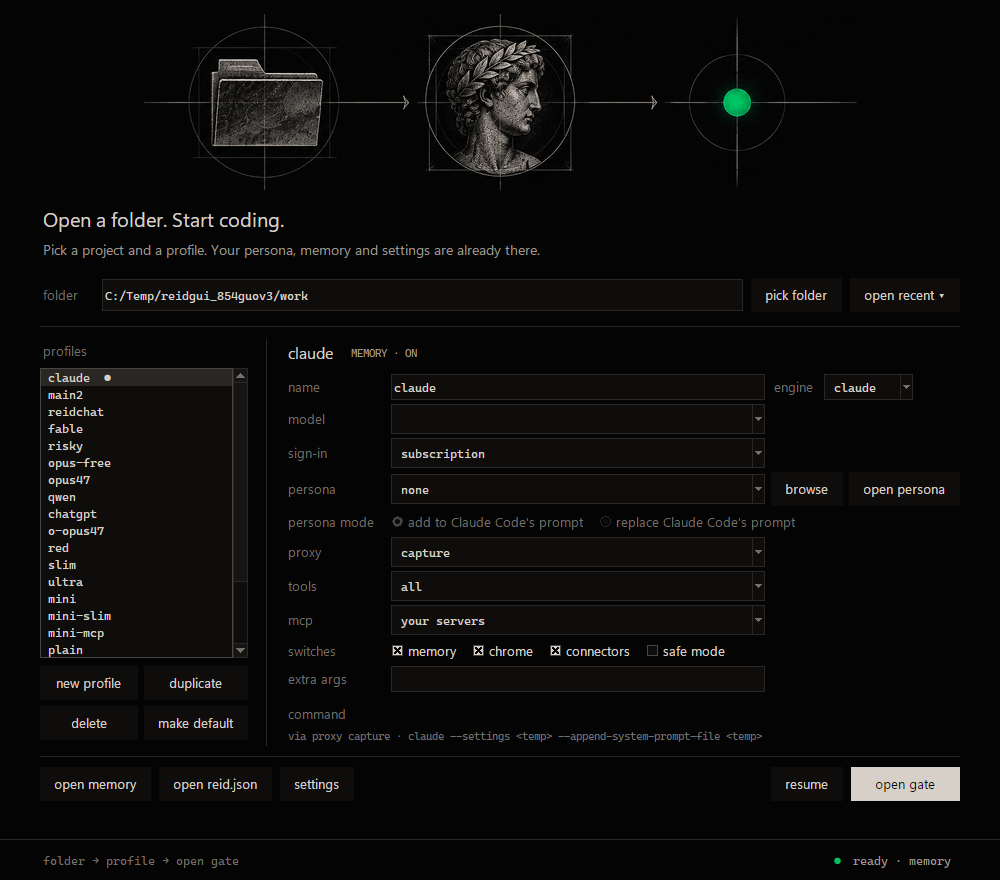 Open a folder. Start coding.
Pick a project and a profile. Your persona, memory and settings are already there.
folder C:/Temp/reidgui_854guov3/work pick folder open recent ▾
profiles
claude ●
main2
reidchat
fable
risky
opus-free
opus47
qwen
chatgpt
o-opus47
red
slim
ultra
mini
mini-slim
mini-mcp
plain
new profile duplicate
delete make default
claude MEMORY · ON
name claude engine claude
model
sign-in subscription
persona none browse open persona
persona mode add to Claude Code's prompt replace Claude Code's prompt
proxy capture
tools all
mcp your servers
switches memory chrome connectors safe mode
extra args
command
via proxy capture · claude --settings <temp> --append-system-prompt-file <temp>
open memory open reid.json settings resume open gate
folder → profile → open gate ready · memory